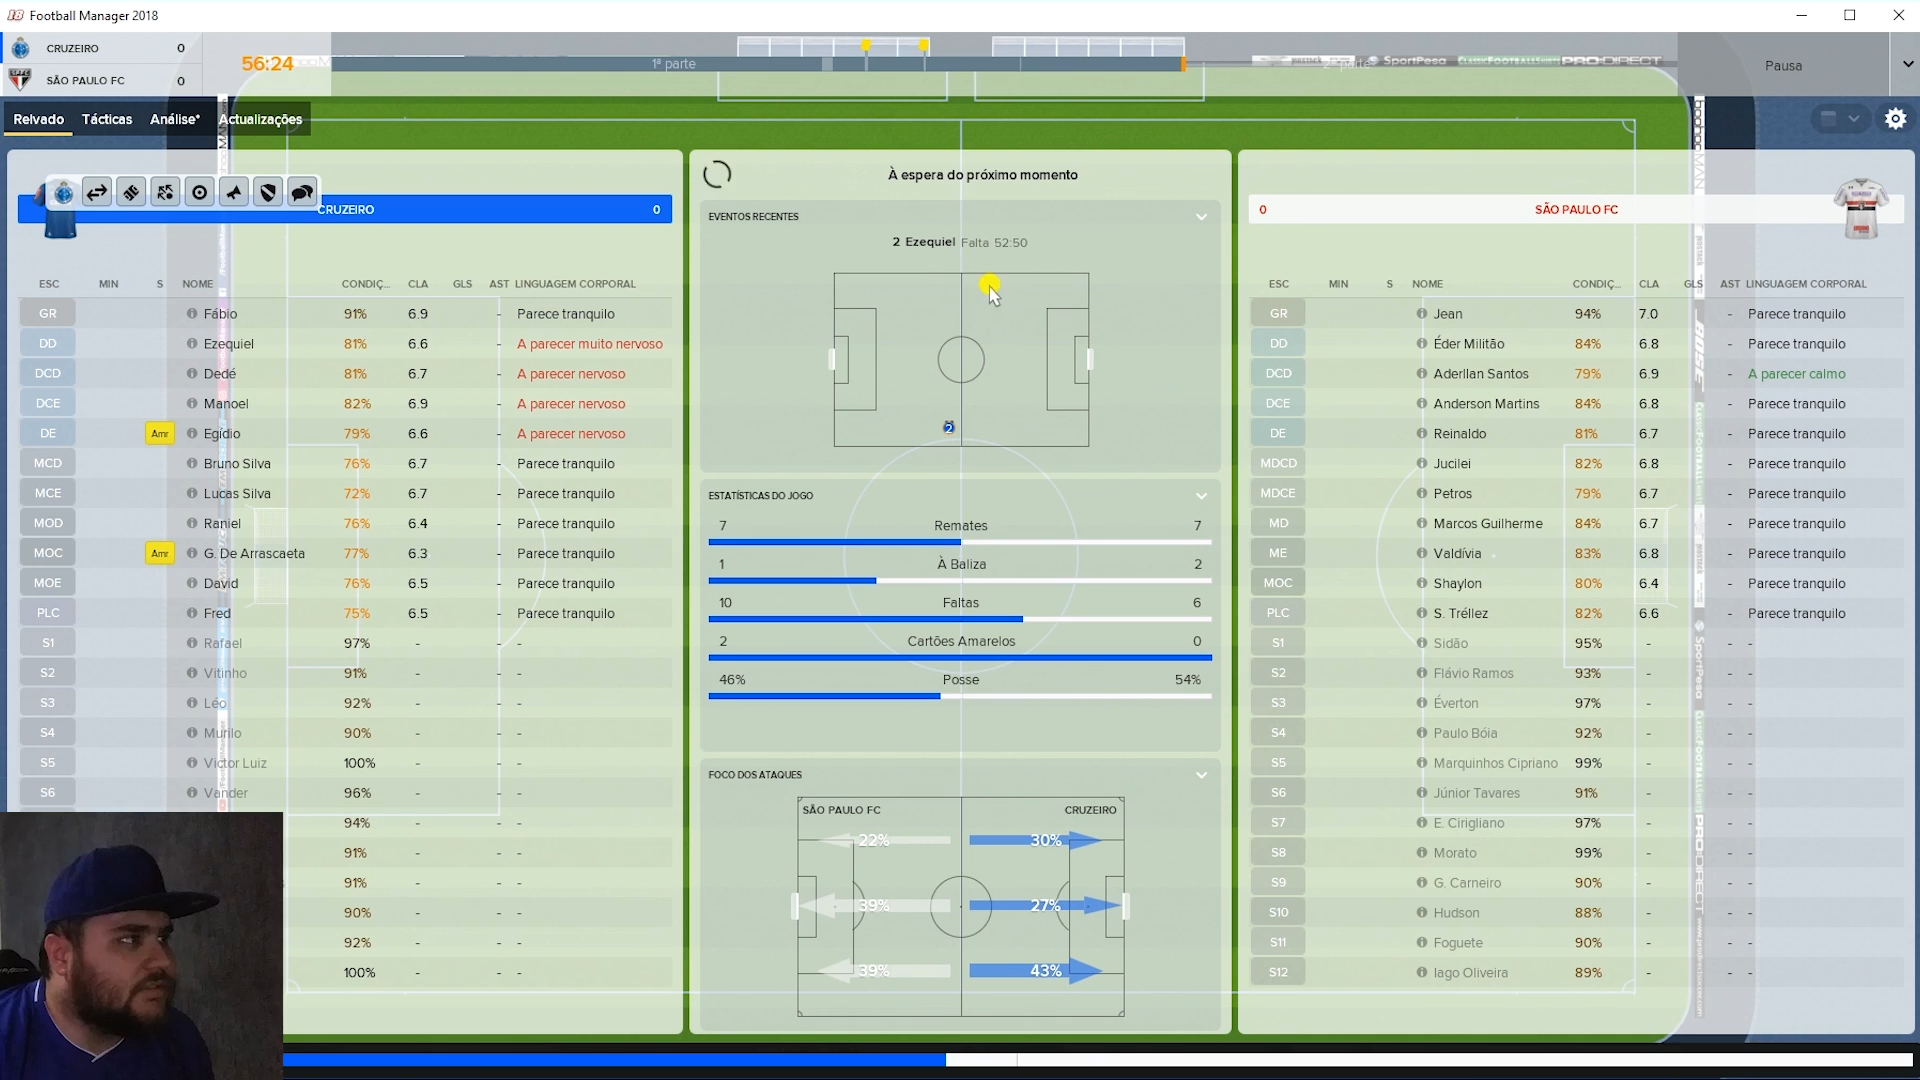 Football Manager 2018
CRUZEIRO 0
SÃO PAULO FC 0
56:24
1ª parte
SportPesa
PRO:DIRECT
Pausa
Relvado Tácticas Análise* Actualizações
CRUZEIRO 0
ESC MIN S NOME CONDIÇ... CLA GLS AST LINGUAGEM CORPORAL
GR Fábio 91% 6.9 - Parece tranquilo
DD Ezequiel 81% 6.6 - A parecer muito nervoso
DCD Dedé 81% 6.7 - A parecer nervoso
DCE Manoel 82% 6.9 - A parecer nervoso
DE Amr Egídio 79% 6.6 - A parecer nervoso
MCD Bruno Silva 76% 6.7 - Parece tranquilo
MCE Lucas Silva 72% 6.7 - Parece tranquilo
MOD Raniel 76% 6.4 - Parece tranquilo
MOC Amr G. De Arrascaeta 77% 6.3 - Parece tranquilo
MOE David 76% 6.5 - Parece tranquilo
PLC Fred 75% 6.5 - Parece tranquilo
S1 Rafael 97% - - -
S2 Vitinho 91% - - -
S3 Léo 92% - - -
S4 Murilo 90% - - -
S5 Victor Luiz 100% - - -
S6 Vander 96% - - -
94% - - -
91% - - -
91% - - -
90% - - -
92% - - -
100% - - -
À espera do próximo momento
EVENTOS RECENTES
2 Ezequiel Falta 52:50
2
ESTATÍSTICAS DO JOGO
7 Remates 7
1 À Baliza 2
10 Faltas 6
2 Cartões Amarelos 0
46% Posse 54%
FOCO DOS ATAQUES
SÃO PAULO FC CRUZEIRO
22% 30%
39% 27%
39% 43%
0 SÃO PAULO FC
ESC MIN S NOME CONDIÇ... CLA GLS AST LINGUAGEM CORPORAL
GR Jean 94% 7.0 - Parece tranquilo
DD Éder Militão 84% 6.8 - Parece tranquilo
DCD Aderllan Santos 79% 6.9 - A parecer calmo
DCE Anderson Martins 84% 6.8 - Parece tranquilo
DE Reinaldo 81% 6.7 - Parece tranquilo
MDCD Jucilei 82% 6.8 - Parece tranquilo
MDCE Petros 79% 6.7 - Parece tranquilo
MD Marcos Guilherme 84% 6.7 - Parece tranquilo
ME Valdívia 83% 6.8 - Parece tranquilo
MOC Shaylon 80% 6.4 - Parece tranquilo
PLC S. Tréllez 82% 6.6 - Parece tranquilo
S1 Sidão 95% - - -
S2 Flávio Ramos 93% - - -
S3 Éverton 97% - - -
S4 Paulo Bóia 92% - - -
S5 Marquinhos Cipriano 99% - - -
S6 Júnior Tavares 91% - - -
S7 E. Cirigliano 97% - - -
S8 Morato 99% - - -
S9 G. Carneiro 90% - - -
S10 Hudson 88% - - -
S11 Foguete 90% - - -
S12 Iago Oliveira 89% - - -